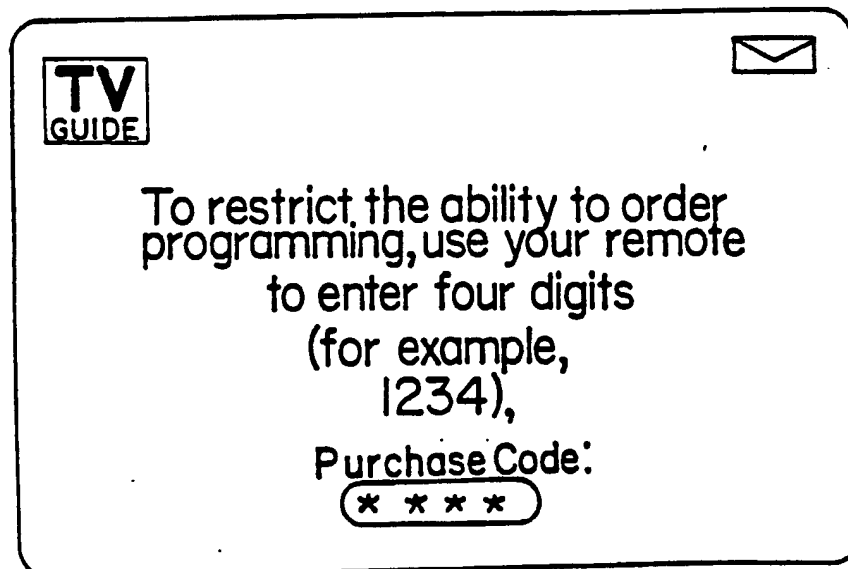 TV
GUIDE
To restrict the ability to order
programming, use your remote
to enter four digits
(for example,
1234),
Purchase Code:
* * * *